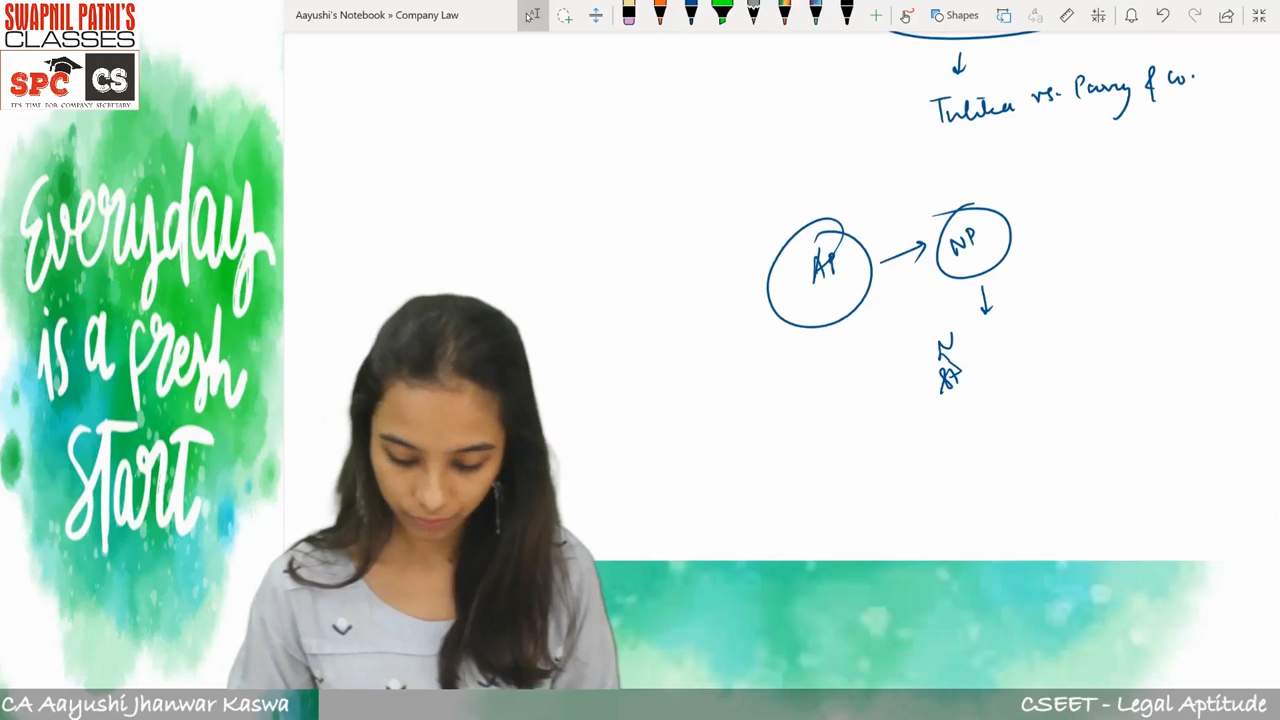 SWAPNIL PATNI'S
CLASSES
SPC CS
IT'S TIME FOR COMPANY SECRETARY
Aayushi's Notebook » Company Law
Shapes
vs. Parry & Co.
AP
NP
Everyday
is a fresh
START
CA Aayushi Jhanwar Kaswa
CSEET - Legal Aptitude